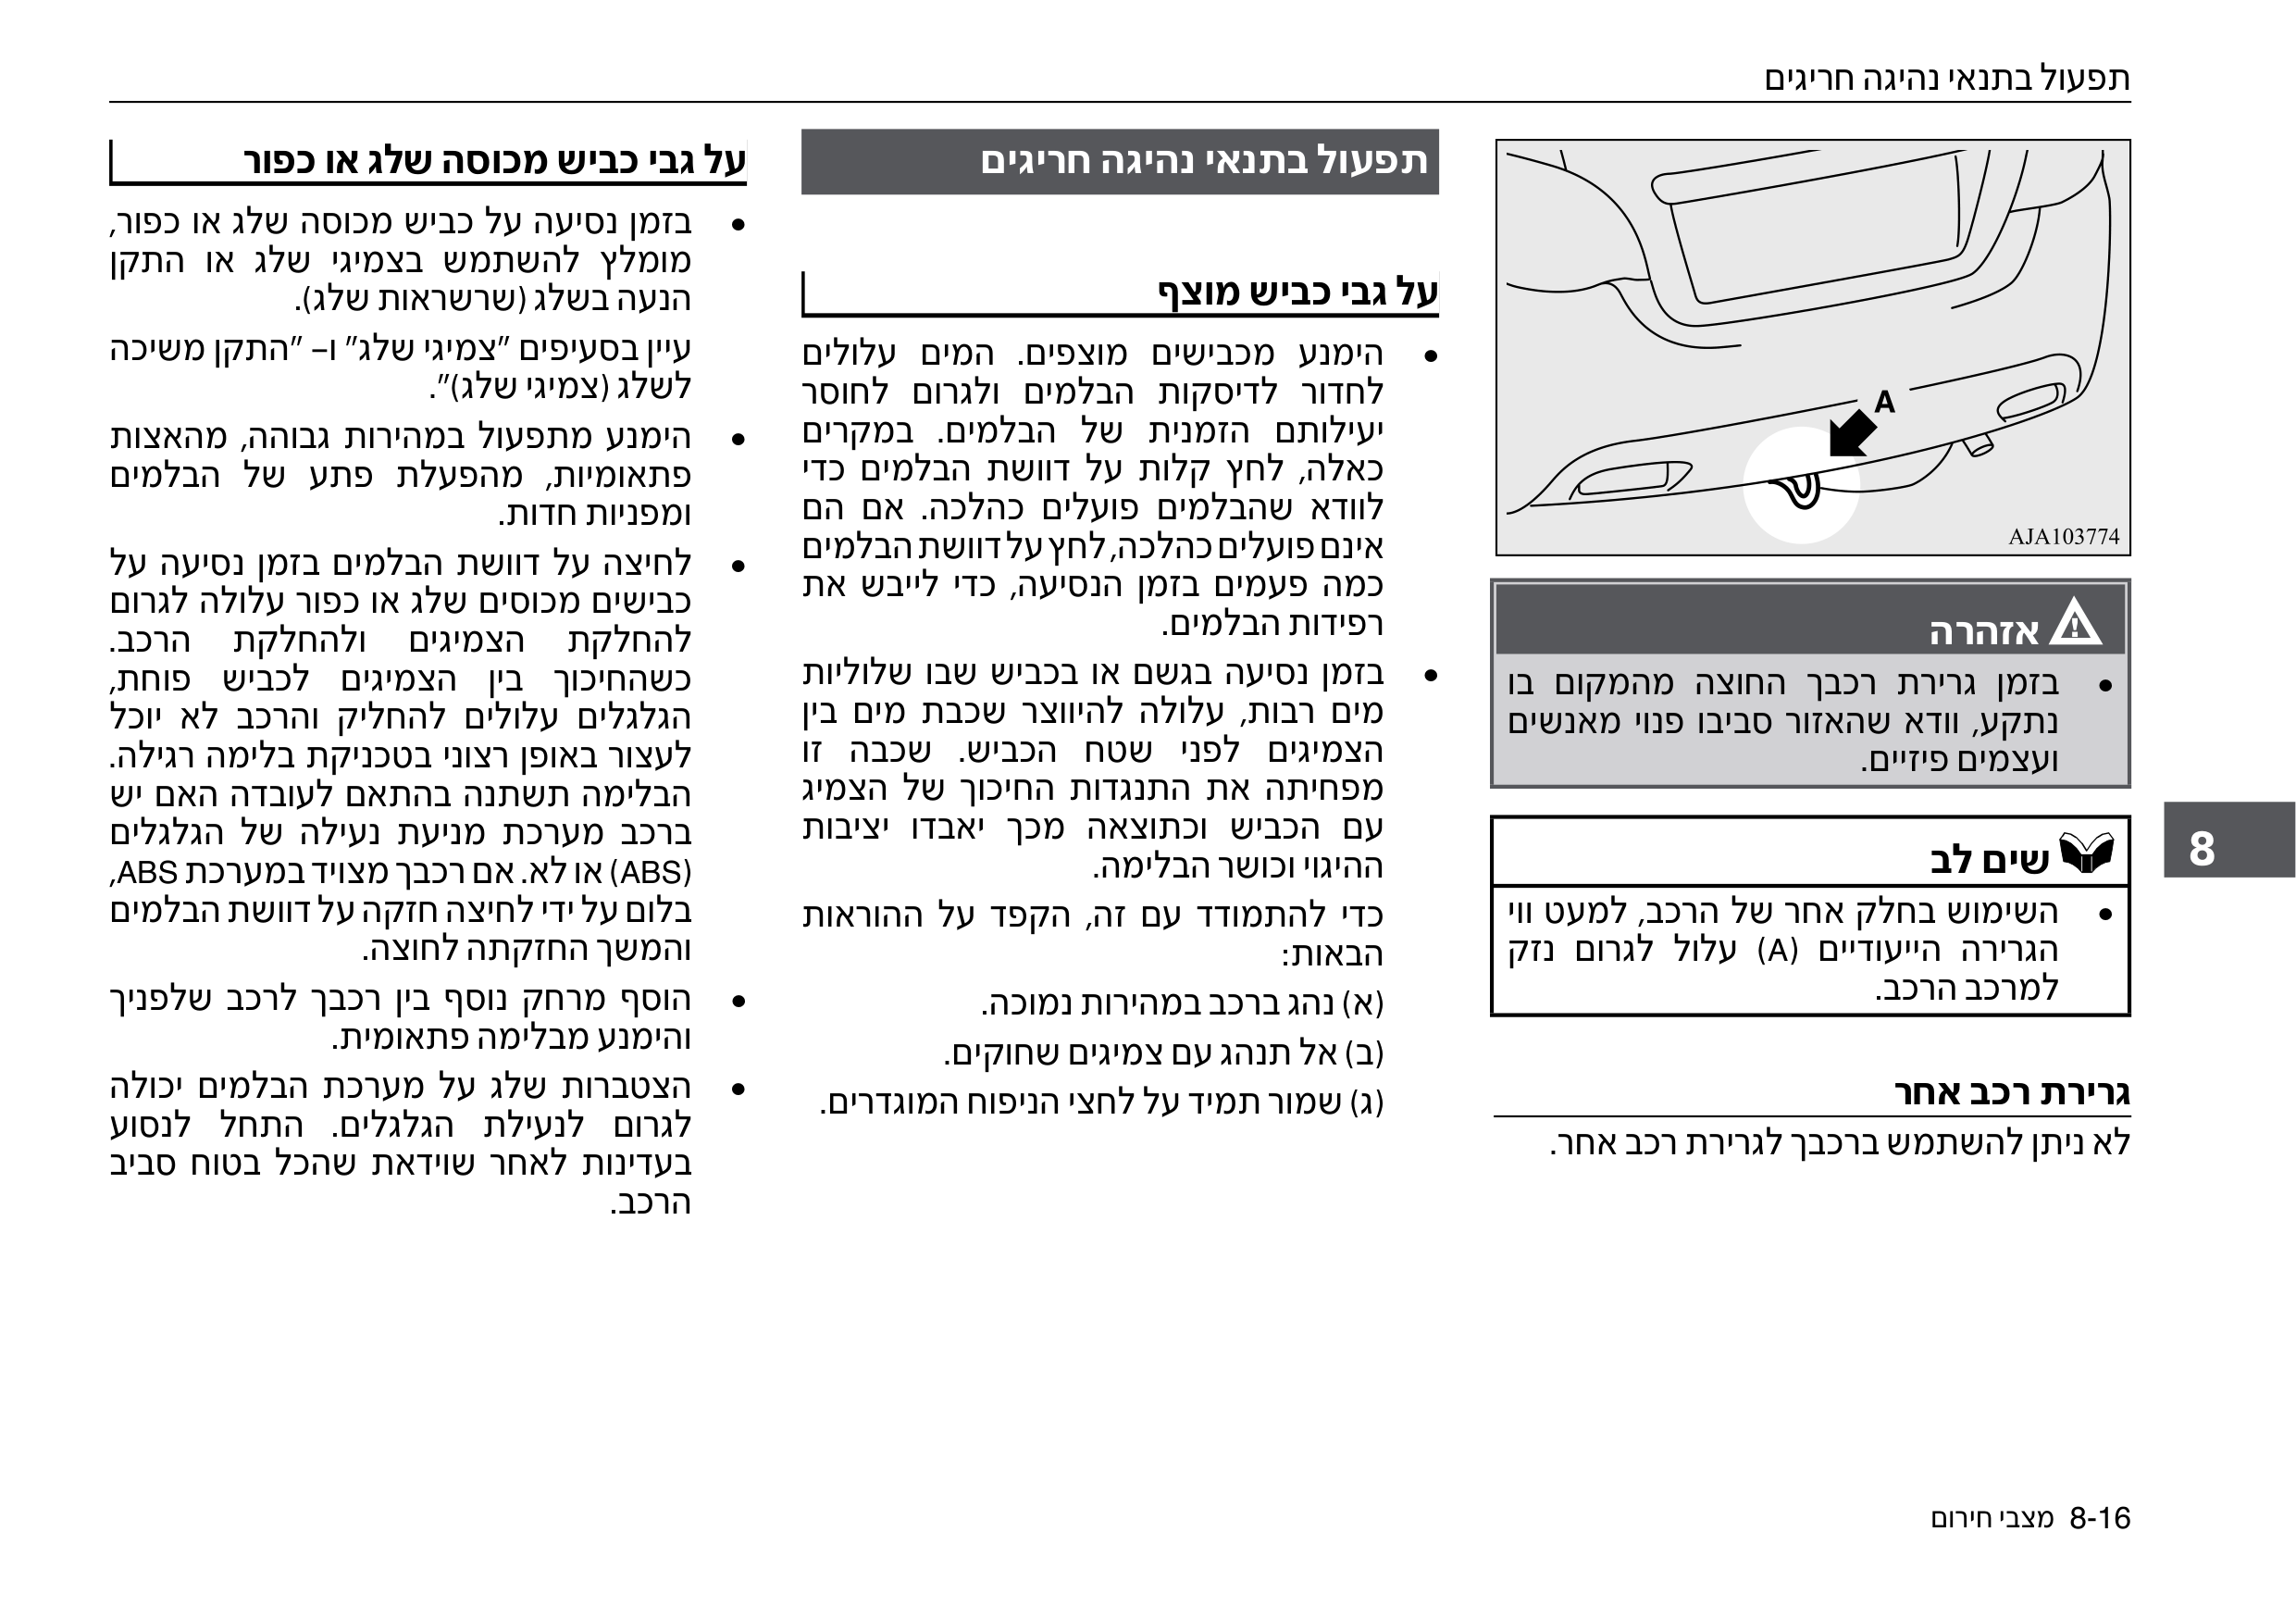 תפעול בתנאי נהיגה חריגים
A
AJA103774
אזהרה
• בזמן גרירת רכבך החוצה מהמקום בו
נתקע, וודא שהאזור סביבו פנוי מאנשים
ועצמים פיזיים.
שים לב
• השימוש בחלק אחר של הרכב, למעט ווי
הגרירה הייעודיים (A) עלול לגרום נזק
למרכב הרכב.
גרירת רכב אחר
לא ניתן להשתמש ברכבך לגרירת רכב אחר.
תפעול בתנאי נהיגה חריגים
על גבי כביש מוצף
• הימנע מכבישים מוצפים. המים עלולים
לחדור לדיסקות הבלמים ולגרום לחוסר
יעילותם הזמנית של הבלמים. במקרים
כאלה, לחץ קלות על דוושת הבלמים כדי
לוודא שהבלמים פועלים כהלכה. אם הם
אינם פועלים כהלכה, לחץ על דוושת הבלמים
כמה פעמים בזמן הנסיעה, כדי לייבש את
רפידות הבלמים.
• בזמן נסיעה בגשם או בכביש שבו שלוליות
מים רבות, עלולה להיווצר שכבת מים בין
הצמיגים לפני שטח הכביש. שכבה זו
מפחיתה את התנגדות החיכוך של הצמיג
עם הכביש וכתוצאה מכך יאבדו יציבות
ההיגוי וכושר הבלימה.
כדי להתמודד עם זה, הקפד על ההוראות
הבאות:
(א) נהג ברכב במהירות נמוכה.
(ב) אל תנהג עם צמיגים שחוקים.
(ג) שמור תמיד על לחצי הניפוח המוגדרים.
על גבי כביש מכוסה שלג או כפור
• בזמן נסיעה על כביש מכוסה שלג או כפור,
מומלץ להשתמש בצמיגי שלג או התקן
הנעה בשלג (שרשראות שלג).
עיין בסעיפים "צמיגי שלג" ו– "התקן משיכה
לשלג (צמיגי שלג)".
• הימנע מתפעול במהירות גבוהה, מהאצות
פתאומיות, מהפעלת פתע של הבלמים
ומפניות חדות.
• לחיצה על דוושת הבלמים בזמן נסיעה על
כבישים מכוסים שלג או כפור עלולה לגרום
להחלקת הצמיגים ולהחלקת הרכב.
כשהחיכוך בין הצמיגים לכביש פוחת,
הגלגלים עלולים להחליק והרכב לא יוכל
לעצור באופן רצוני בטכניקת בלימה רגילה.
הבלימה תשתנה בהתאם לעובדה האם יש
ברכב מערכת מניעת נעילה של הגלגלים
(ABS) או לא. אם רכבך מצויד במערכת ABS,
בלום על ידי לחיצה חזקה על דוושת הבלמים
והמשך החזקתה לחוצה.
• הוסף מרחק נוסף בין רכבך לרכב שלפניך
והימנע מבלימה פתאומית.
• הצטברות שלג על מערכת הבלמים יכולה
לגרום לנעילת הגלגלים. התחל לנסוע
בעדינות לאחר שוידאת שהכל בטוח סביב
הרכב.
8
8-16 מצבי חירום